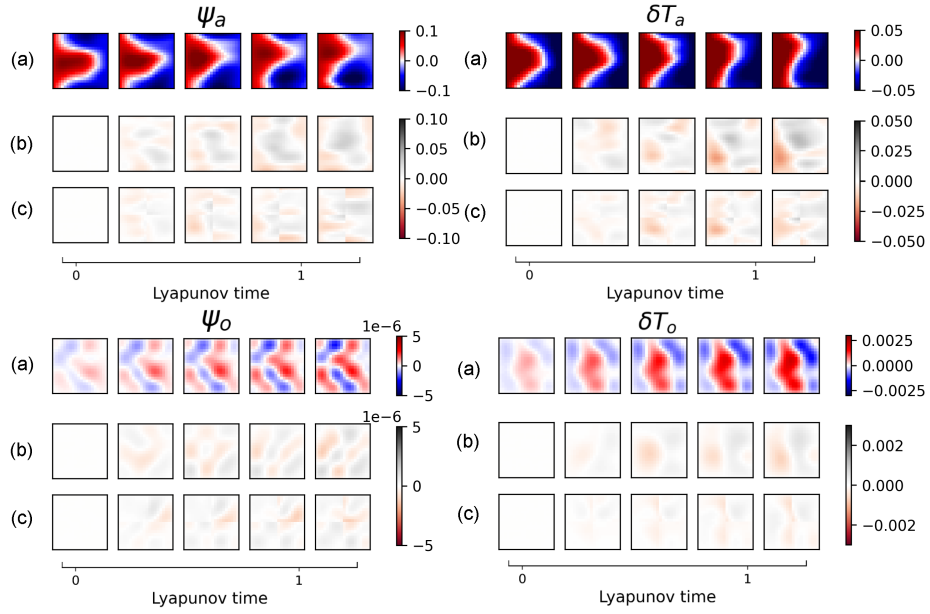 ψₐ
(a)
0.1
0.0
−0.1
(b)
(c)
0.10
0.05
0.00
−0.05
−0.10
0
1
Lyapunov time
δTₐ
(a)
0.05
0.00
−0.05
(b)
(c)
0.050
0.025
0.000
−0.025
−0.050
0
1
Lyapunov time
ψₒ
(a)
1e−6
5
0
−5
(b)
(c)
1e−6
5
0
−5
0
1
Lyapunov time
δTₒ
(a)
0.0025
0.0000
−0.0025
(b)
(c)
0.002
0.000
−0.002
0
1
Lyapunov time